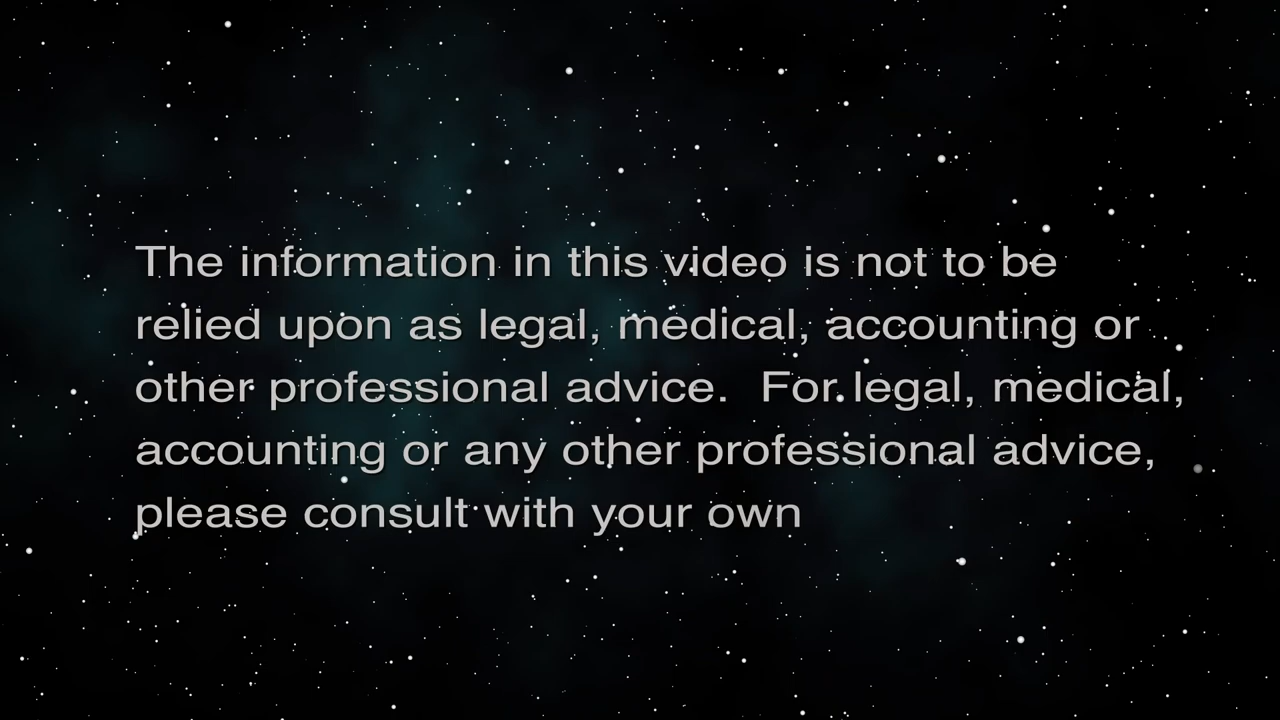 The information in this video is not to be
relied upon as legal, medical, accounting or
other professional advice.  For legal, medical,
accounting or any other professional advice,
please consult with your own